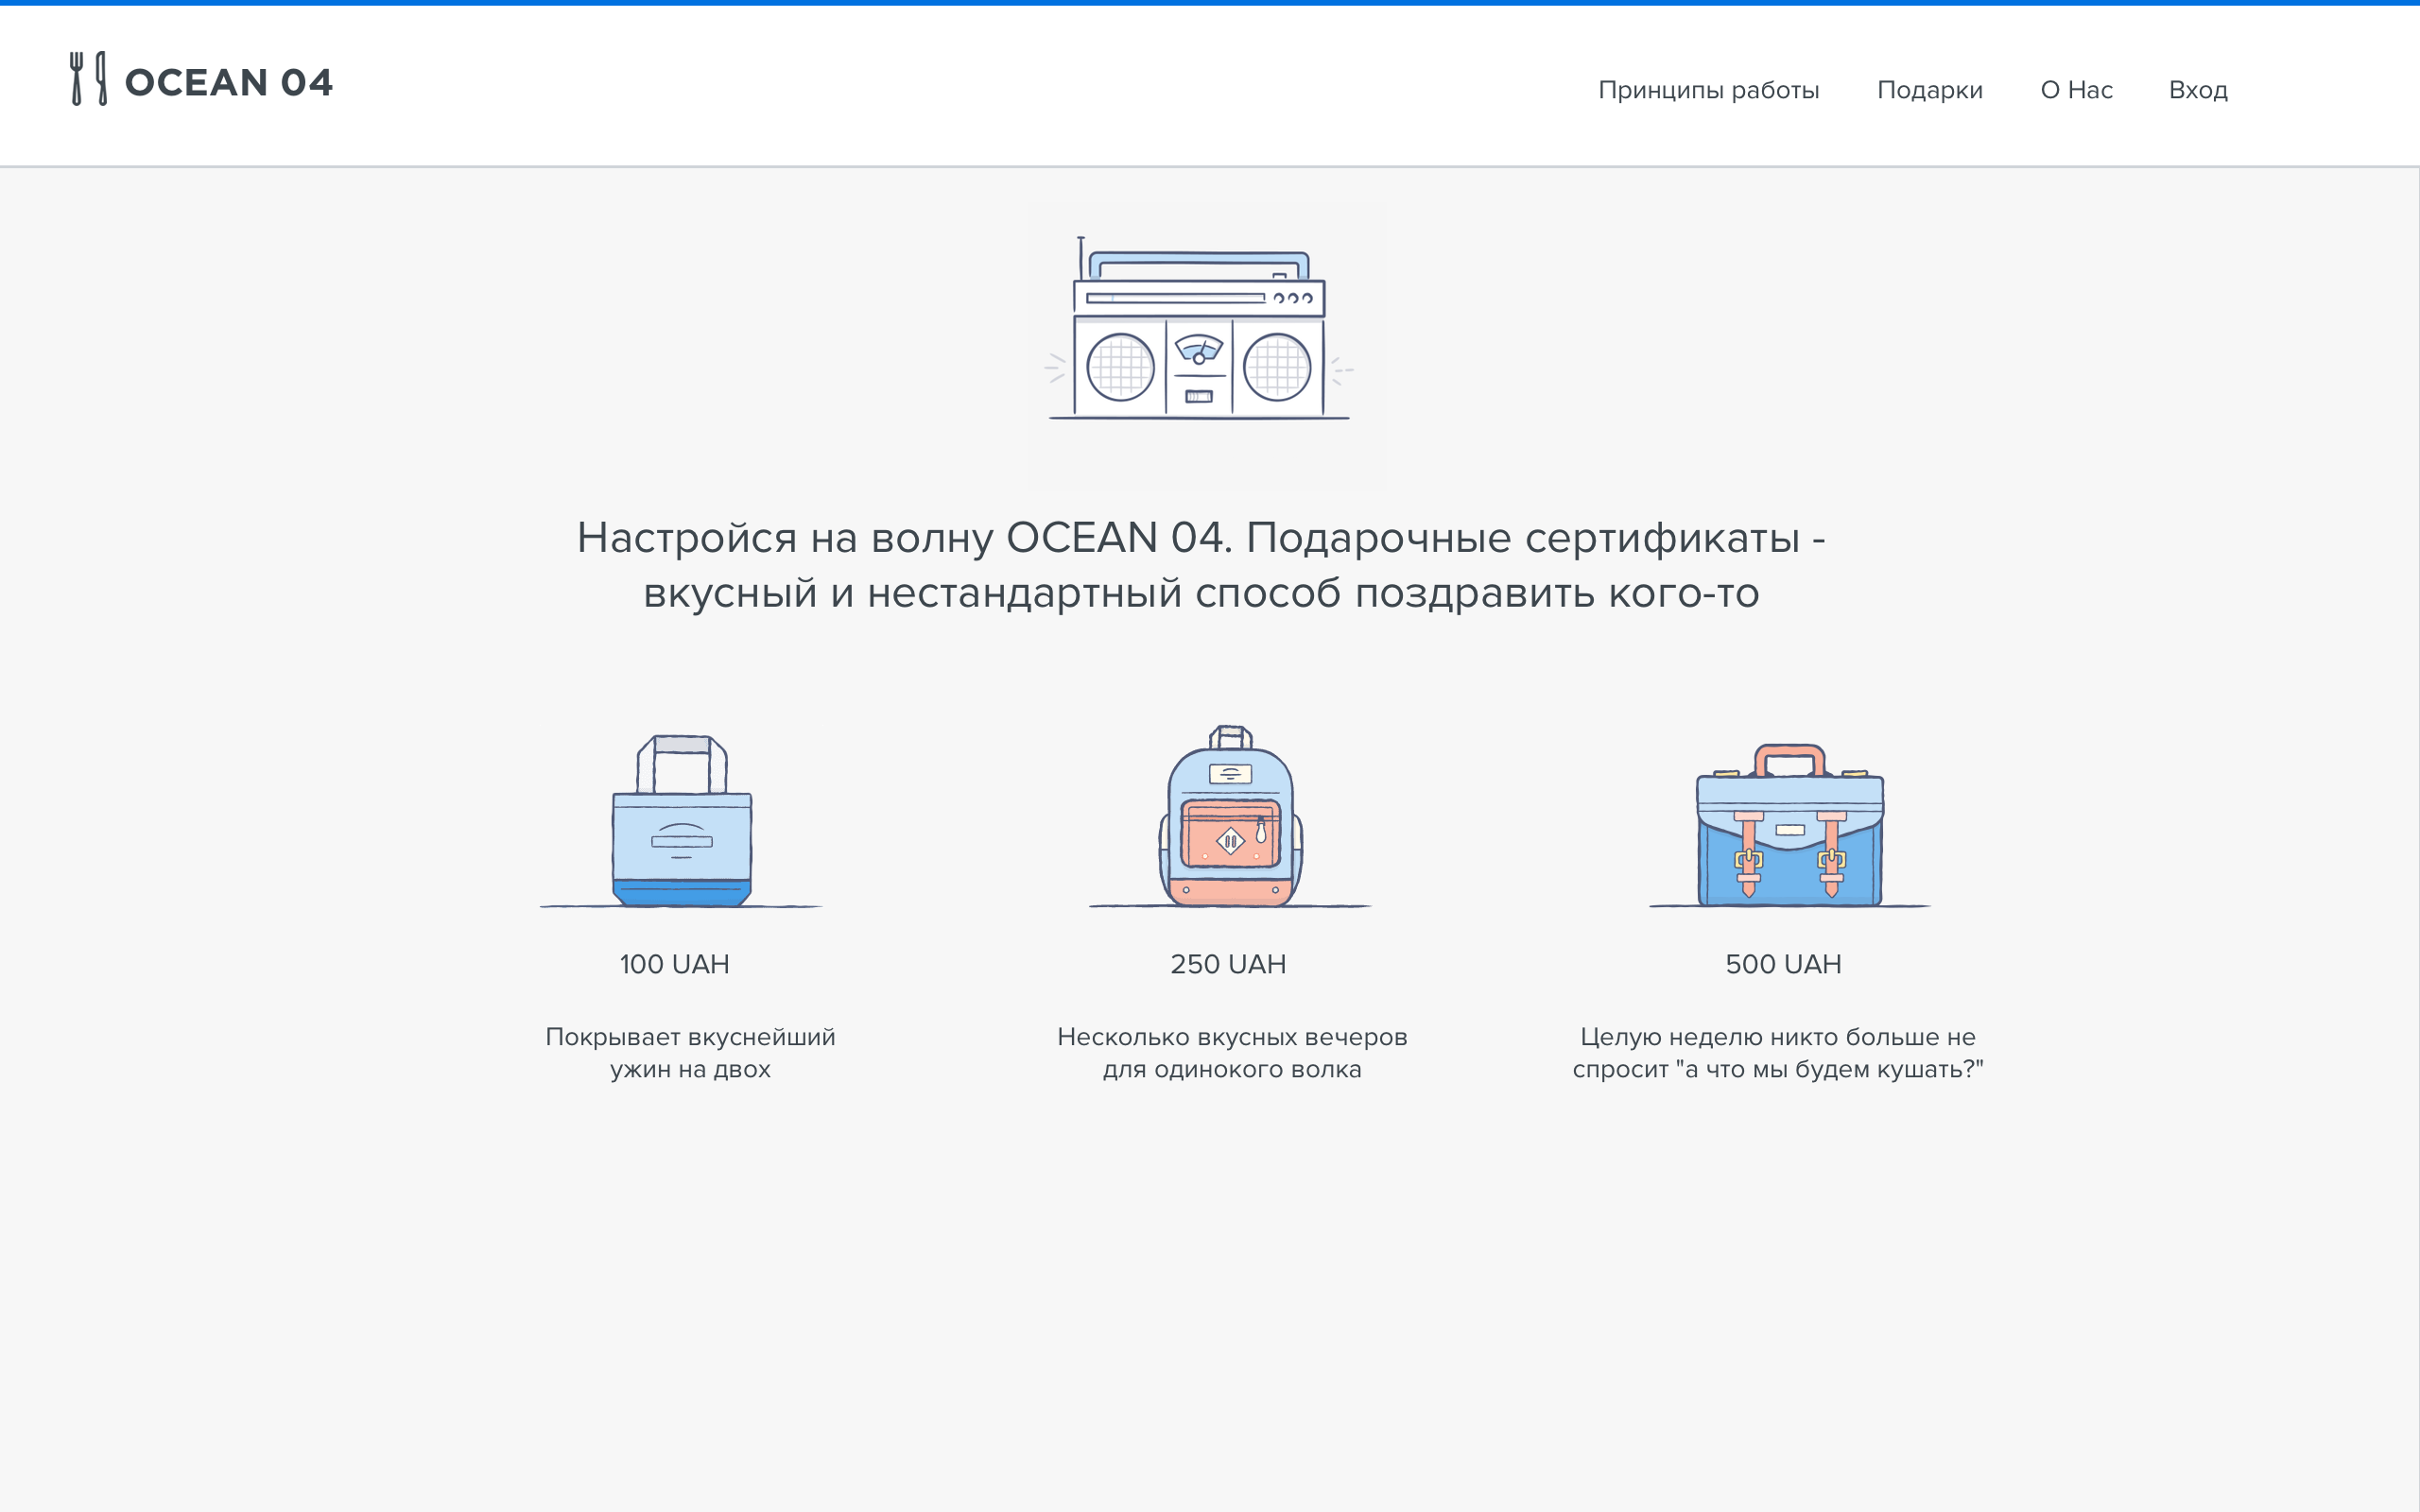 OCEAN 04
Принципы работы Подарки О Нас Вход
Настройся на волну OCEAN 04. Подарочные сертификаты -
вкусный и нестандартный способ поздравить кого-то
100 UAH
Покрывает вкуснейший
ужин на двох
250 UAH
Несколько вкусных вечеров
для одинокого волка
500 UAH
Целую неделю никто больше не
спросит "а что мы будем кушать?"